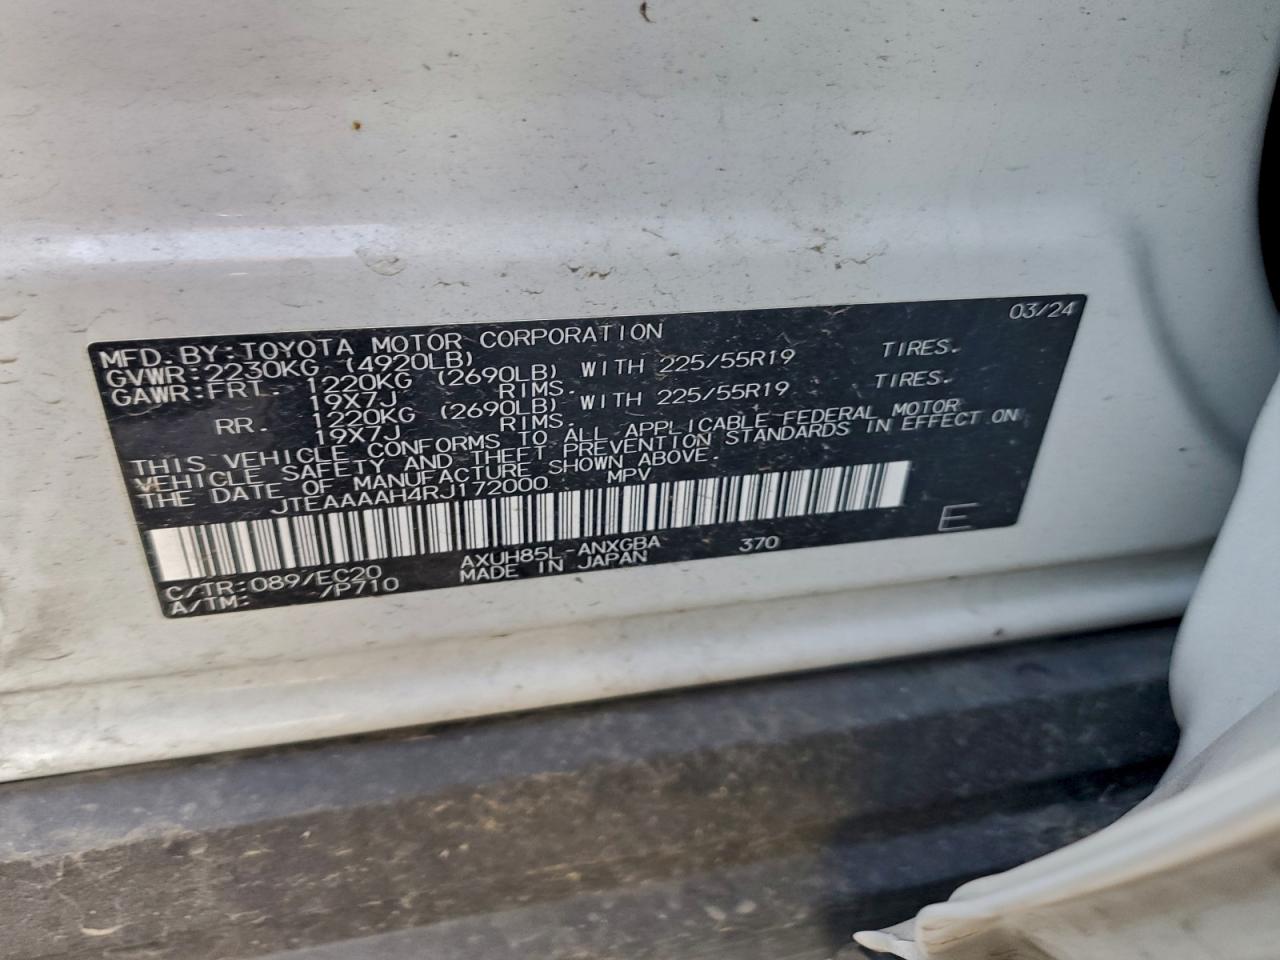 03/24
MFD. BY: TOYOTA MOTOR CORPORATION
GVWR: 2230KG (4920LB)
GAWR: FRT. 1220KG (2690LB) WITH 225/55R19 TIRES.
19X7J RIMS.
RR. 1220KG (2690LB) WITH 225/55R19 TIRES.
19X7J RIMS.
THIS VEHICLE CONFORMS TO ALL APPLICABLE FEDERAL MOTOR
VEHICLE SAFETY AND THEFT PREVENTION STANDARDS IN EFFECT ON
THE DATE OF MANUFACTURE SHOWN ABOVE.
JTEAAAAH4RJ172000 MPV
C/TR: 089/EC20 AXUH85L-ANXGBA 370 E
A/TM: /P710 MADE IN JAPAN